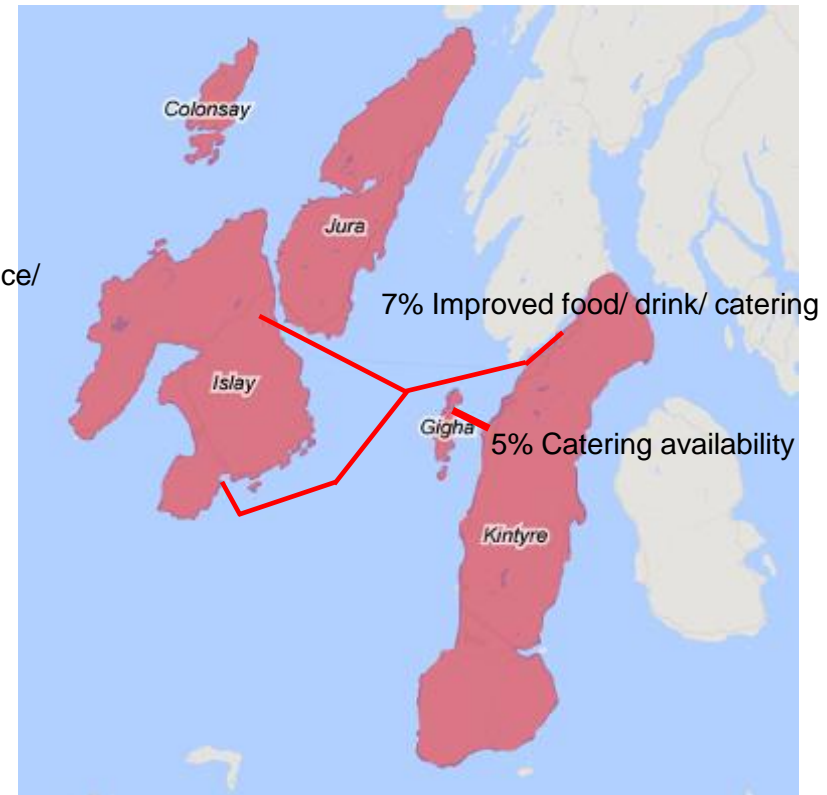 Colonsay
Jura
ce/
7% Improved food/ drink/ catering
Islay
Gigha
5% Catering availability
Kintyre